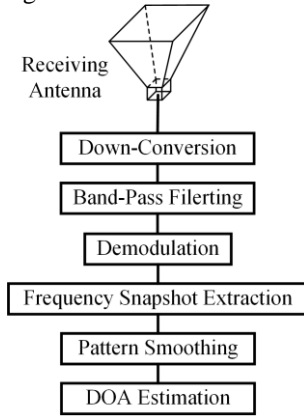 Receiving
Antenna
Down-Conversion
Band-Pass Filerting
Demodulation
Frequency Snapshot Extraction
Pattern Smoothing
DOA Estimation